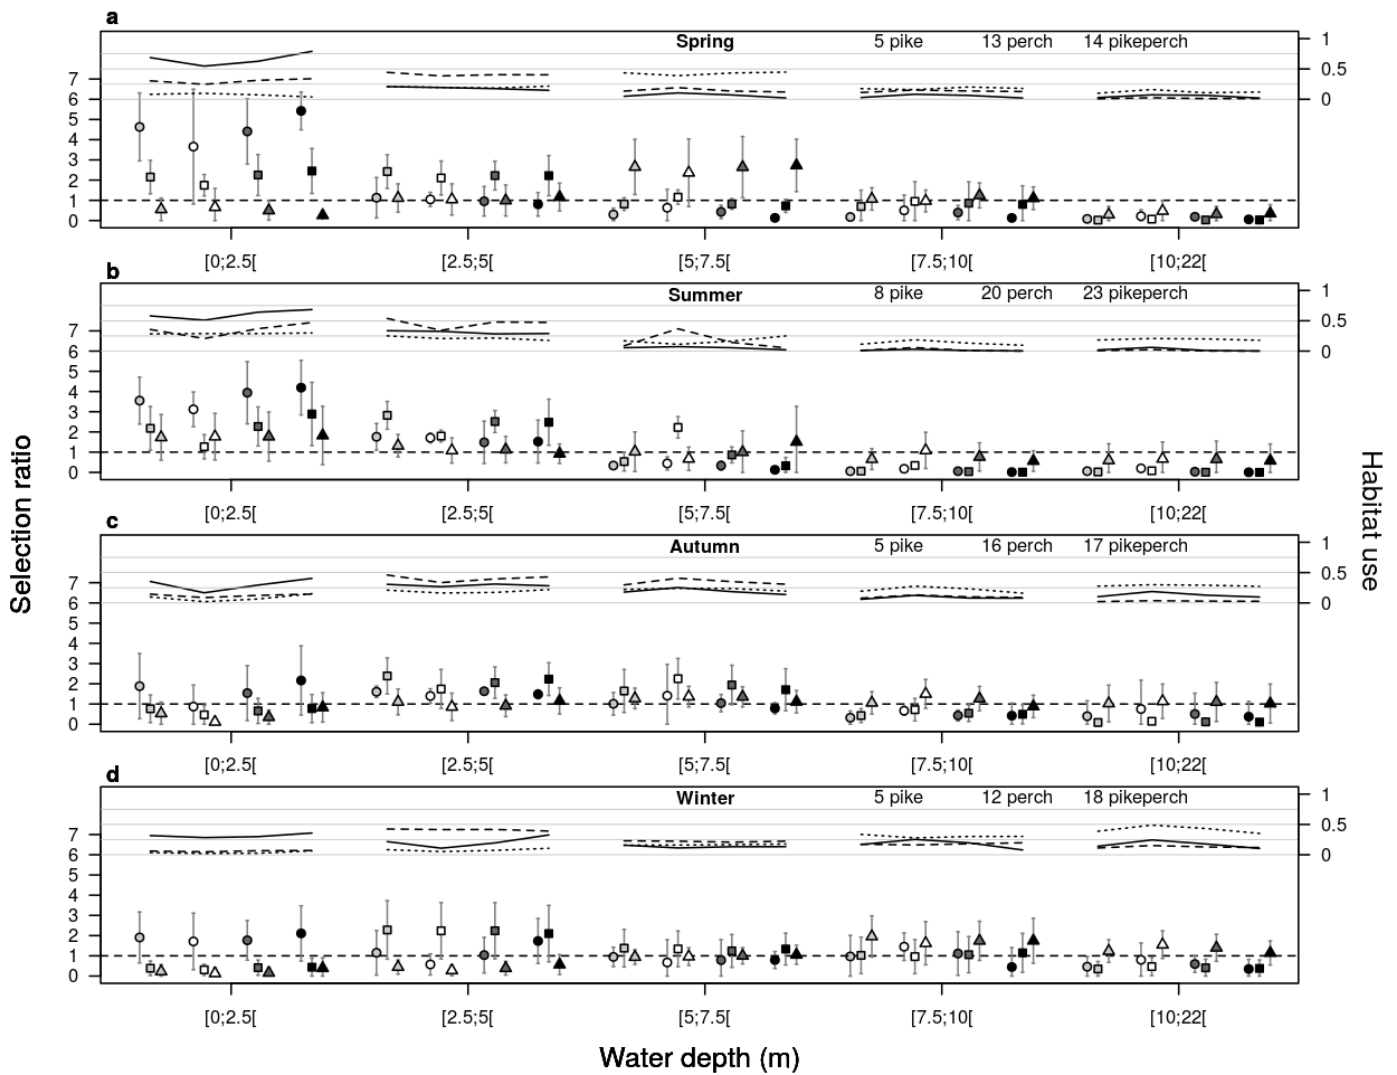 a
Spring 5 pike 13 perch 14 pikeperch
1
0.5
0
7
6
5
4
3
2
1
0
[0;2.5[ [2.5;5[ [5;7.5[ [7.5;10[ [10;22[
b
Summer 8 pike 20 perch 23 pikeperch
1
0.5
0
7
6
5
4
3
2
1
0
[0;2.5[ [2.5;5[ [5;7.5[ [7.5;10[ [10;22[
c
Autumn 5 pike 16 perch 17 pikeperch
1
0.5
0
7
6
5
4
3
2
1
0
[0;2.5[ [2.5;5[ [5;7.5[ [7.5;10[ [10;22[
d
Winter 5 pike 12 perch 18 pikeperch
1
0.5
0
7
6
5
4
3
2
1
0
[0;2.5[ [2.5;5[ [5;7.5[ [7.5;10[ [10;22[
Selection ratio
Habitat use
Water depth (m)